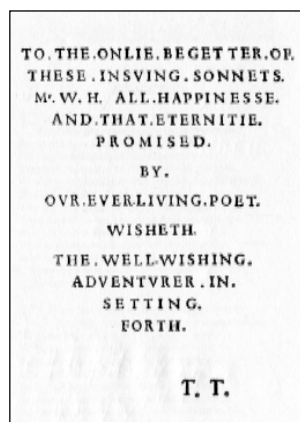 TO.THE.ONLIE.BEGETTER.OF.
THESE.INSVING.SONNETS.
Mr.W.H. ALL.HAPPINESSE.
AND.THAT.ETERNITIE.
PROMISED.
BY.
OVR.EVER-LIVING.POET.
WISHETH.
THE.WELL-WISHING.
ADVENTVRER.IN.
SETTING.
FORTH.
T. T.